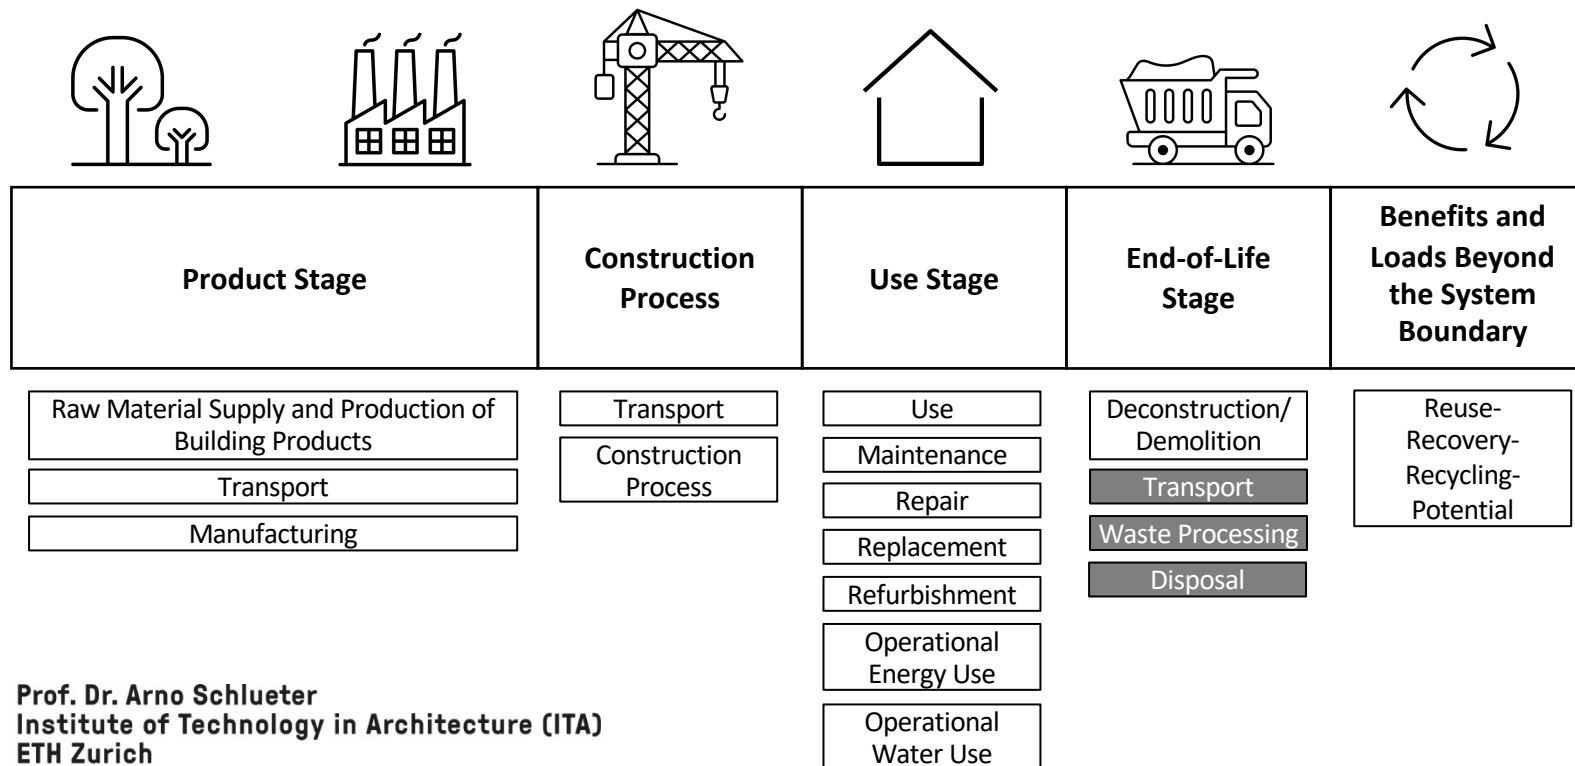 Product Stage
Construction
Process
Use Stage
End-of-Life
Stage
Benefits and
Loads Beyond
the System
Boundary
Raw Material Supply and Production of
Building Products
Transport
Manufacturing
Transport
Construction
Process
Use
Maintenance
Repair
Replacement
Refurbishment
Operational
Energy Use
Operational
Water Use
Deconstruction/
Demolition
Transport
Waste Processing
Disposal
Reuse-
Recovery-
Recycling-
Potential
Prof. Dr. Arno Schlueter
Institute of Technology in Architecture (ITA)
ETH Zurich